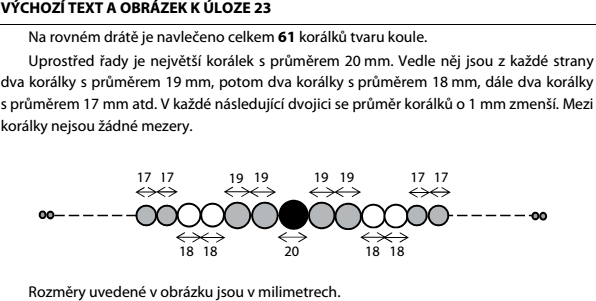 VÝCHOZÍ TEXT A OBRÁZEK K ÚLOZE 23
Na rovném drátě je navlečeno celkem 61 korálků tvaru koule.
Uprostřed řady je největší korálek s průměrem 20 mm. Vedle něj jsou z každé strany
dva korálky s průměrem 19 mm, potom dva korálky s průměrem 18 mm, dále dva korálky
s průměrem 17 mm atd. V každé následující dvojici se průměr korálků o 1 mm zmenší. Mezi
korálky nejsou žádné mezery.
17 17 19 19 19 19 17 17
18 18 20 18 18
Rozměry uvedené v obrázku jsou v milimetrech.